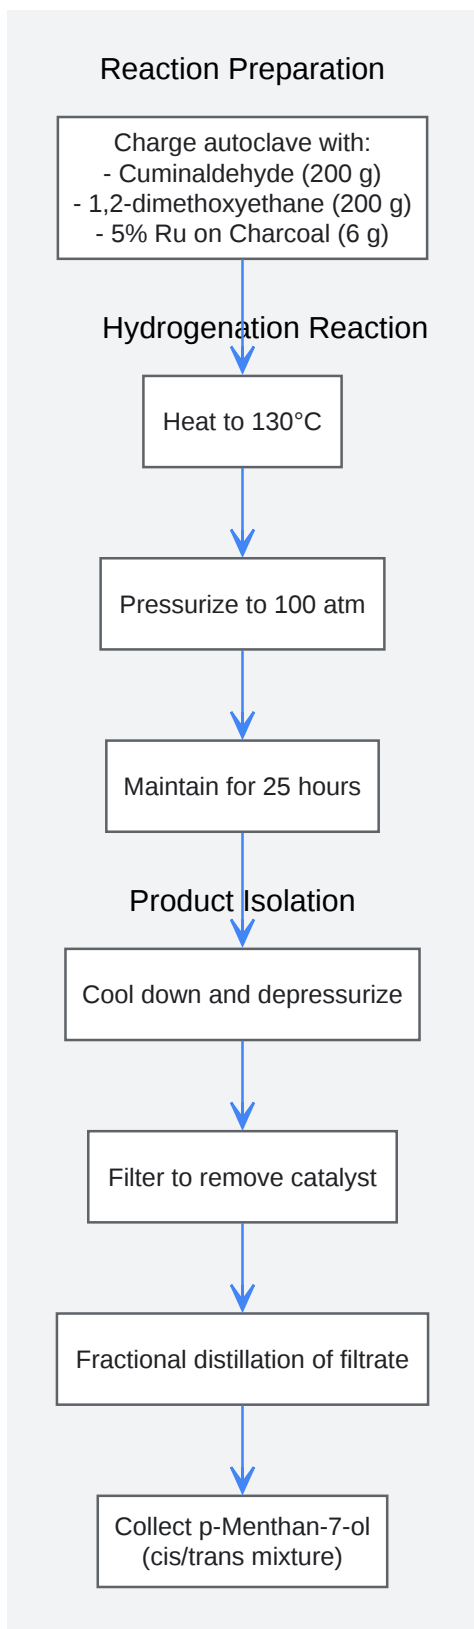 Reaction Preparation
Charge autoclave with:
- Cuminaldehyde (200 g)
- 1,2-dimethoxyethane (200 g)
- 5% Ru on Charcoal (6 g)
Hydrogenation Reaction
Heat to 130°C
Pressurize to 100 atm
Maintain for 25 hours
Product Isolation
Cool down and depressurize
Filter to remove catalyst
Fractional distillation of filtrate
Collect p-Menthan-7-ol
(cis/trans mixture)